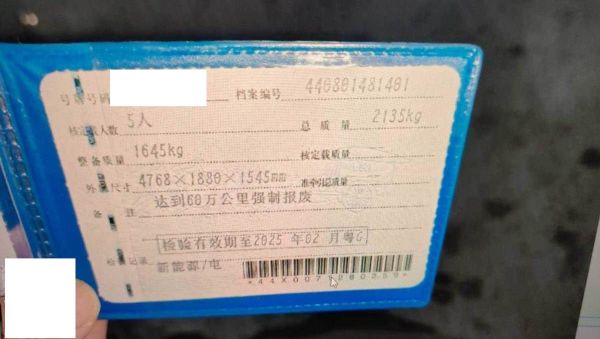 号牌号码 档案编号 440801481401
核定载人数 5人 总质量 2135kg
整备质量 1645kg 核定载质量
外廓尺寸 4768×1880×1545mm 准牵引总质量
备注 达到60万公里强制报废
检验有效期至2025年02月粤G
检验记录 新能源/电